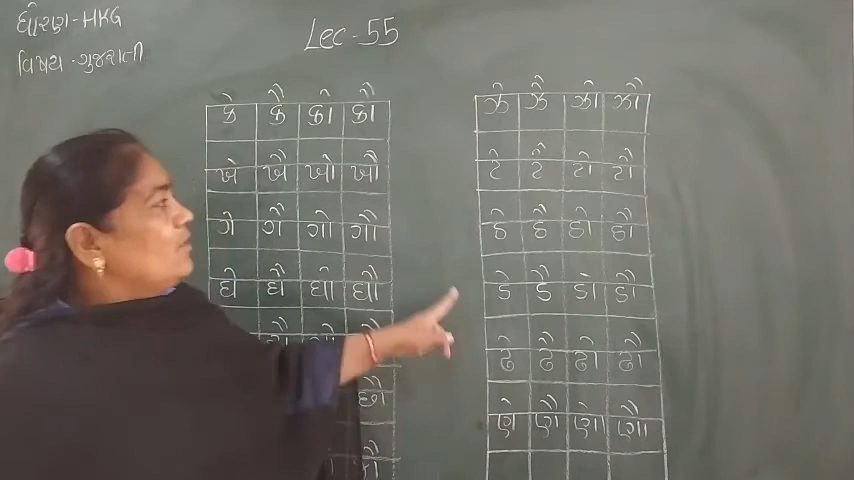 ધોરણ - HKG
વિષય - ગુજરાતી
Lec - 55
કે કૈ કો કૌ
ખે ખૈ ખો ખૌ
ગે ગૈ ગો ગૌ
ઘે ઘૈ ઘો ઘૌ
છૌ
ઝે ઝૈ ઝો ઝૌ
ટે ટૈ ટો ટૌ
ઠે ઠૈ ઠો ઠૌ
ડે ડૈ ડો ડૌ
ઢે ઢૈ ઢો ઢૌ
ણે ણૈ ણો ણૌ